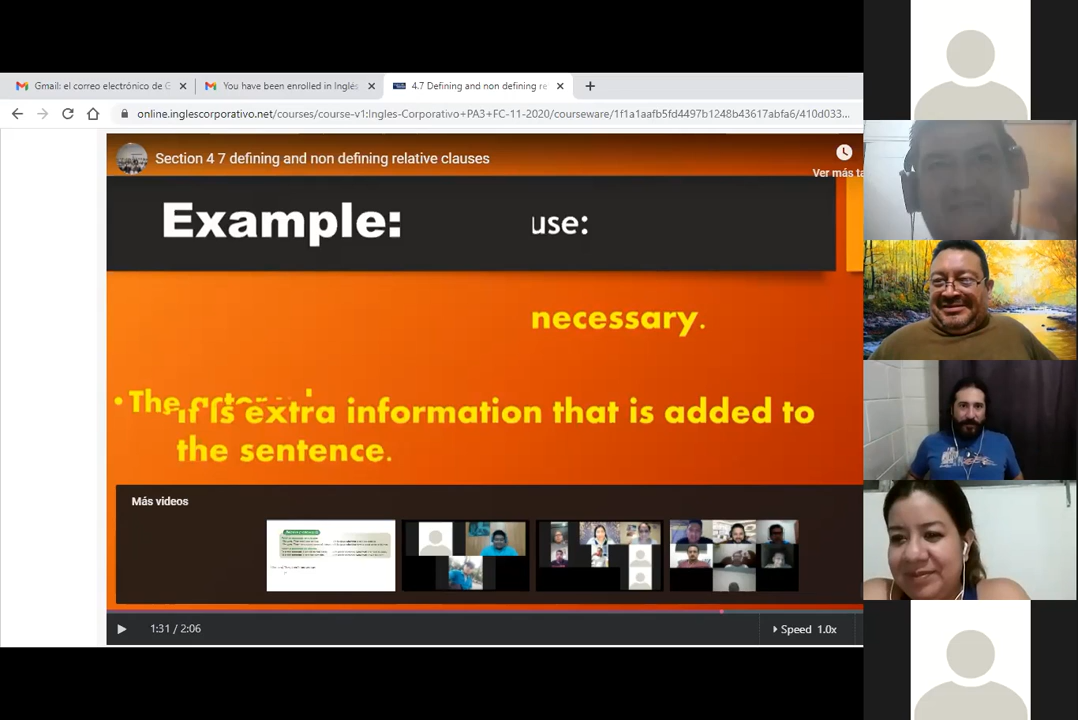 Gmail: el correo electrónico de G
You have been enrolled in Inglés
4.7 Defining and non defining re
online.inglescorporativo.net/courses/course-v1:Ingles-Corporativo+PA3+FC-11-2020/courseware/1f1a1aafb5fd4497b1248b43617abfa6/410d033...
Section 4 7 defining and non defining relative clauses
Ver más ta
Example:
use:
necessary.
• The
It is extra information that is added to
the sentence.
Más videos
1:31 / 2:06
Speed 1.0x